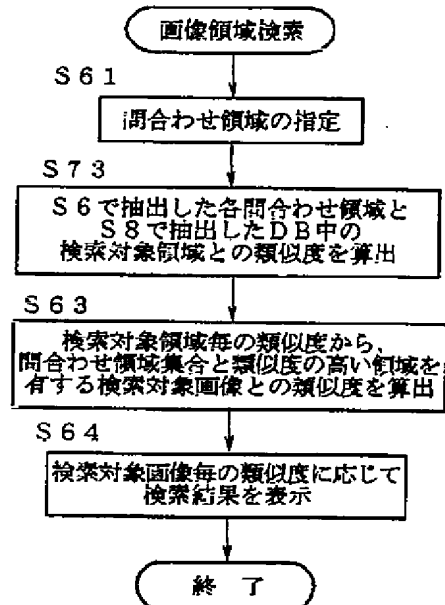 画像領域検索
S61
問合わせ領域の指定
S73
S6で抽出した各問合わせ領域と
S8で抽出したDB中の
検索対象領域との類似度を算出
S63
検索対象領域毎の類似度から、
問合わせ領域集合と類似度の高い領域を
有する検索対象画像との類似度を算出
S64
検索対象画像毎の類似度に応じて
検索結果を表示
終了